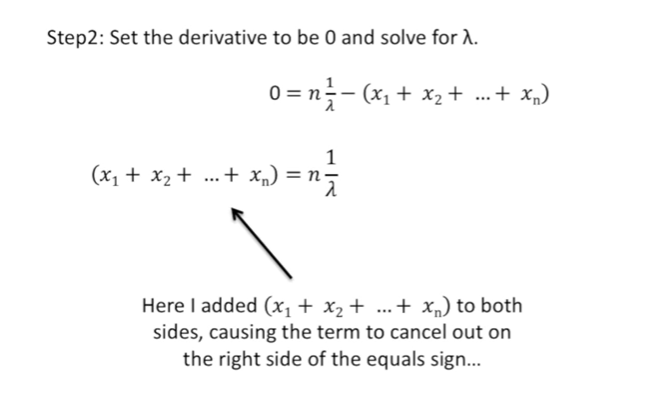 Step2: Set the derivative to be 0 and solve for λ.
0 = n 1/λ − (x₁ + x₂ + ...+ xₙ)
(x₁ + x₂ + ...+ xₙ) = n 1/λ
Here I added (x₁ + x₂ + ...+ xₙ) to both
sides, causing the term to cancel out on
the right side of the equals sign...